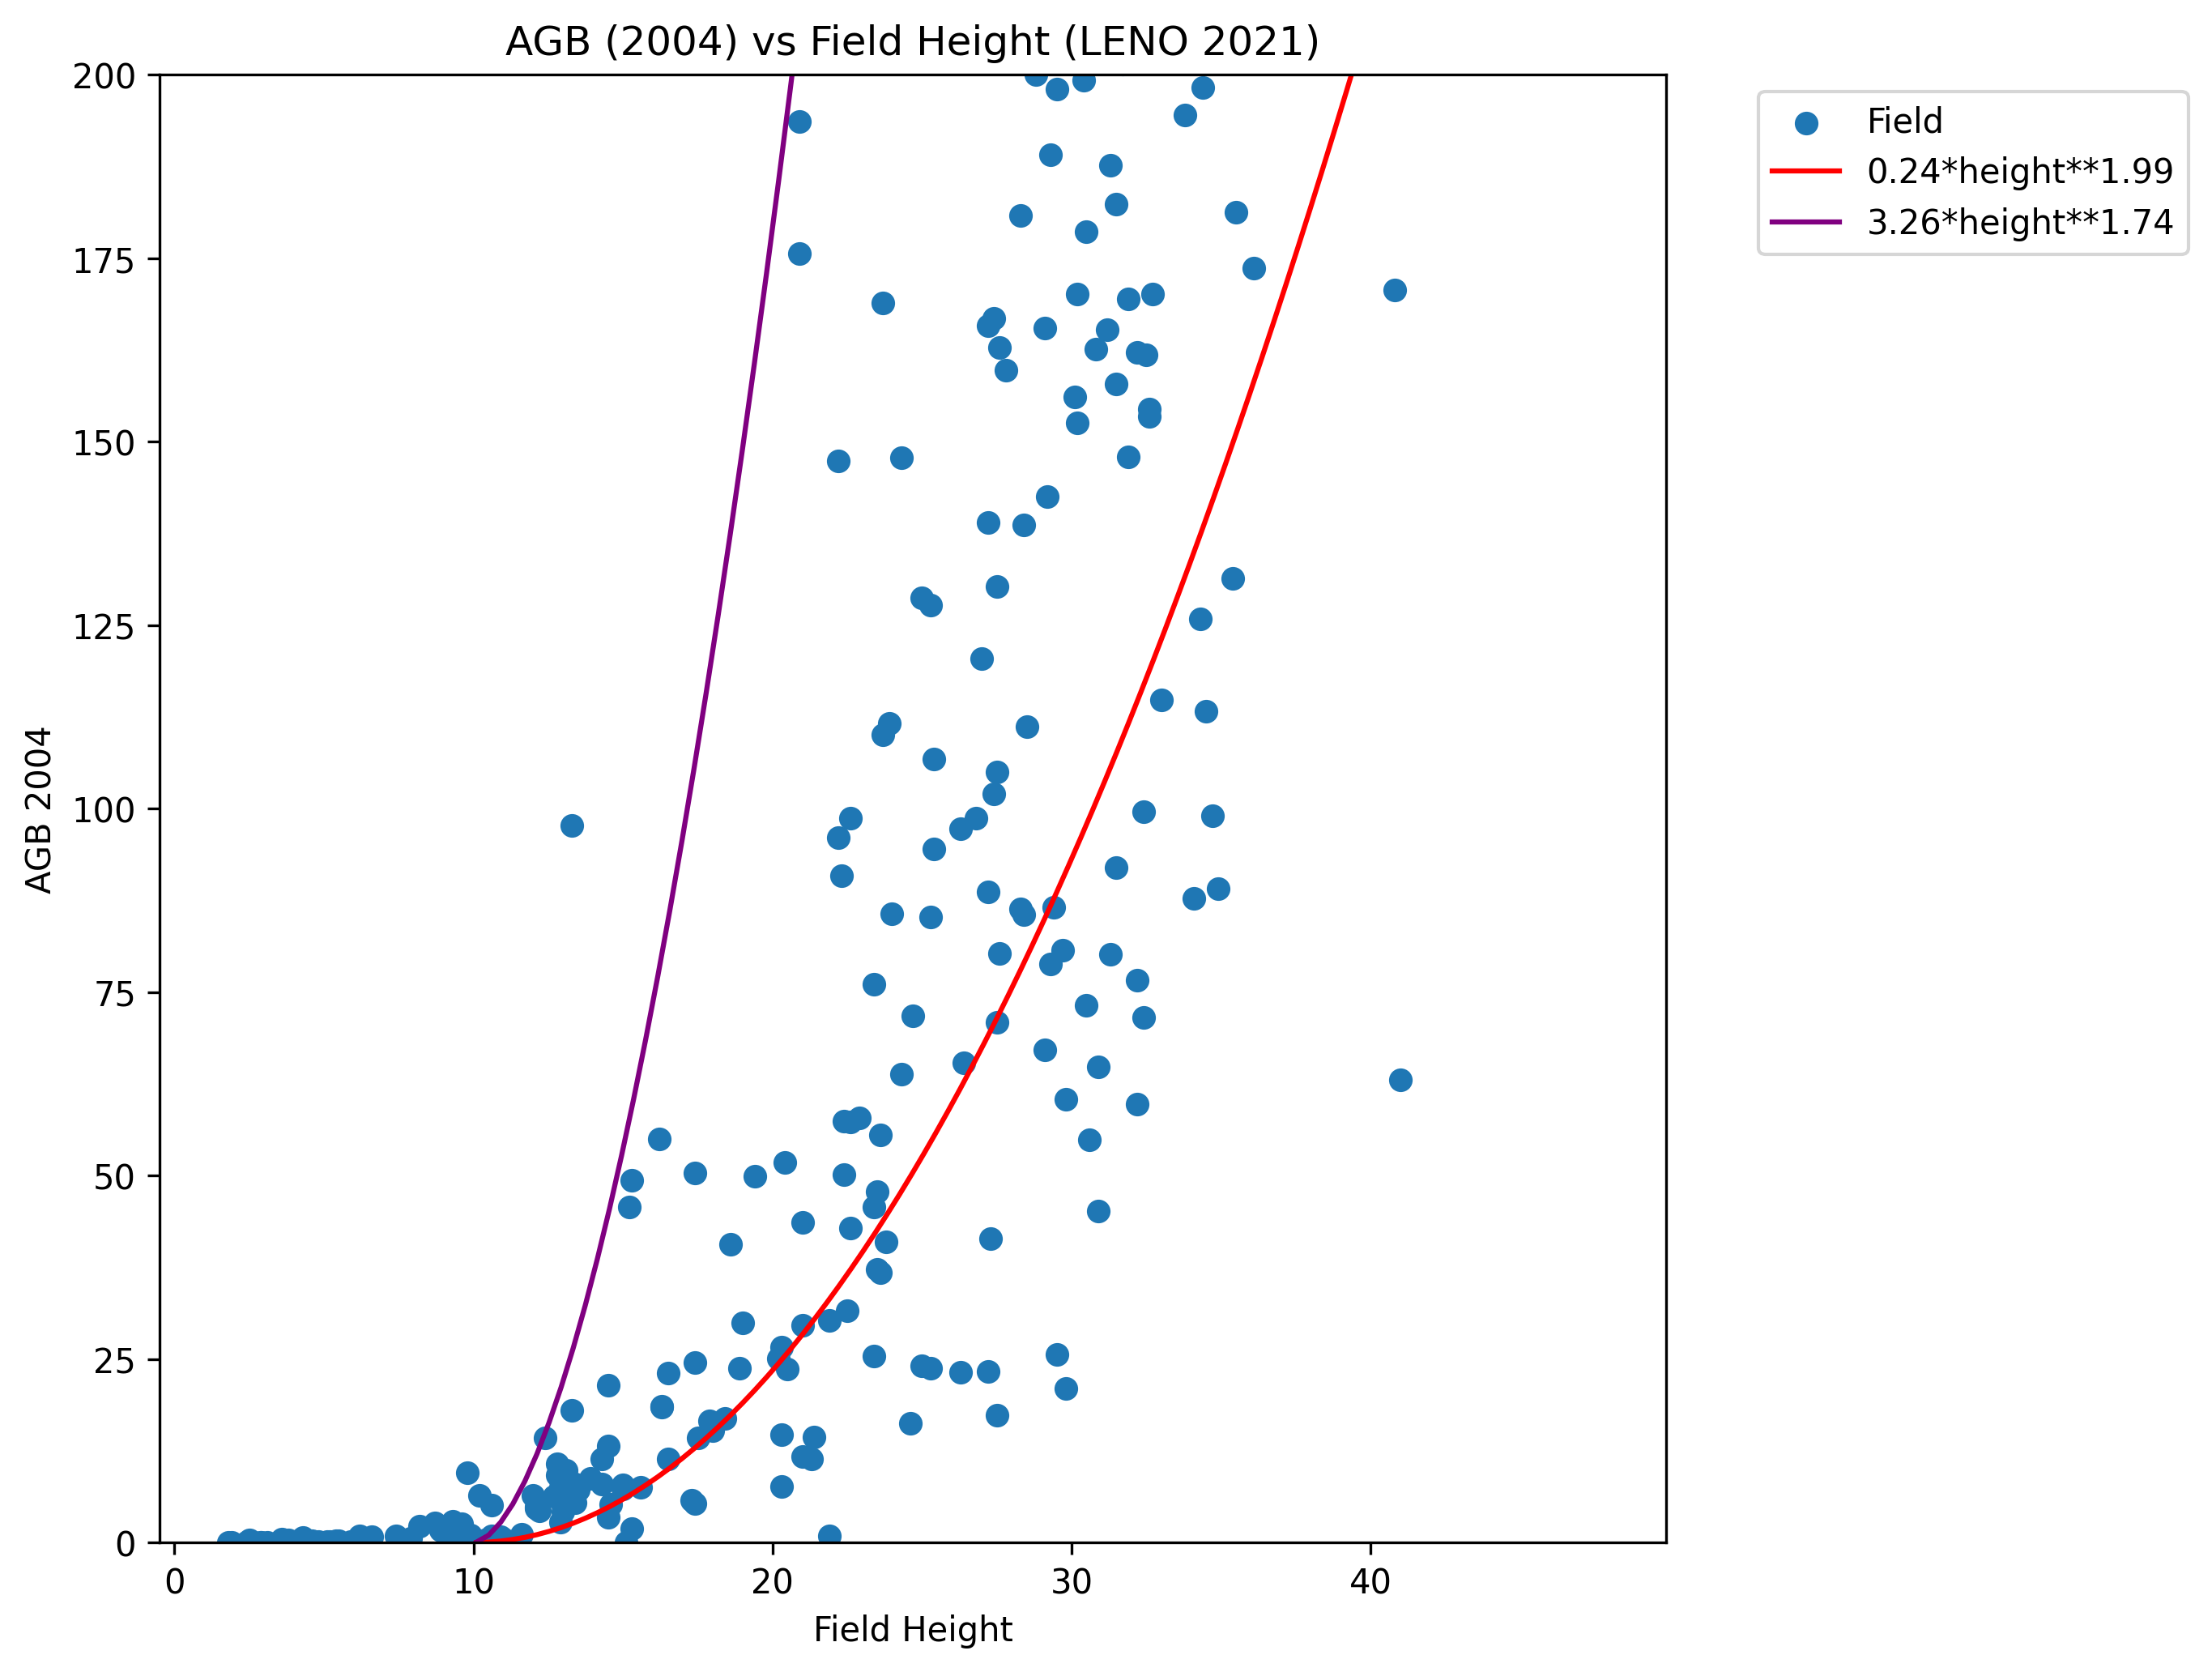 AGB (2004) vs Field Height (LENO 2021)
200
175
150
125
100
75
50
25
0
AGB 2004
0 10 20 30 40
Field Height
Field
0.24*height**1.99
3.26*height**1.74